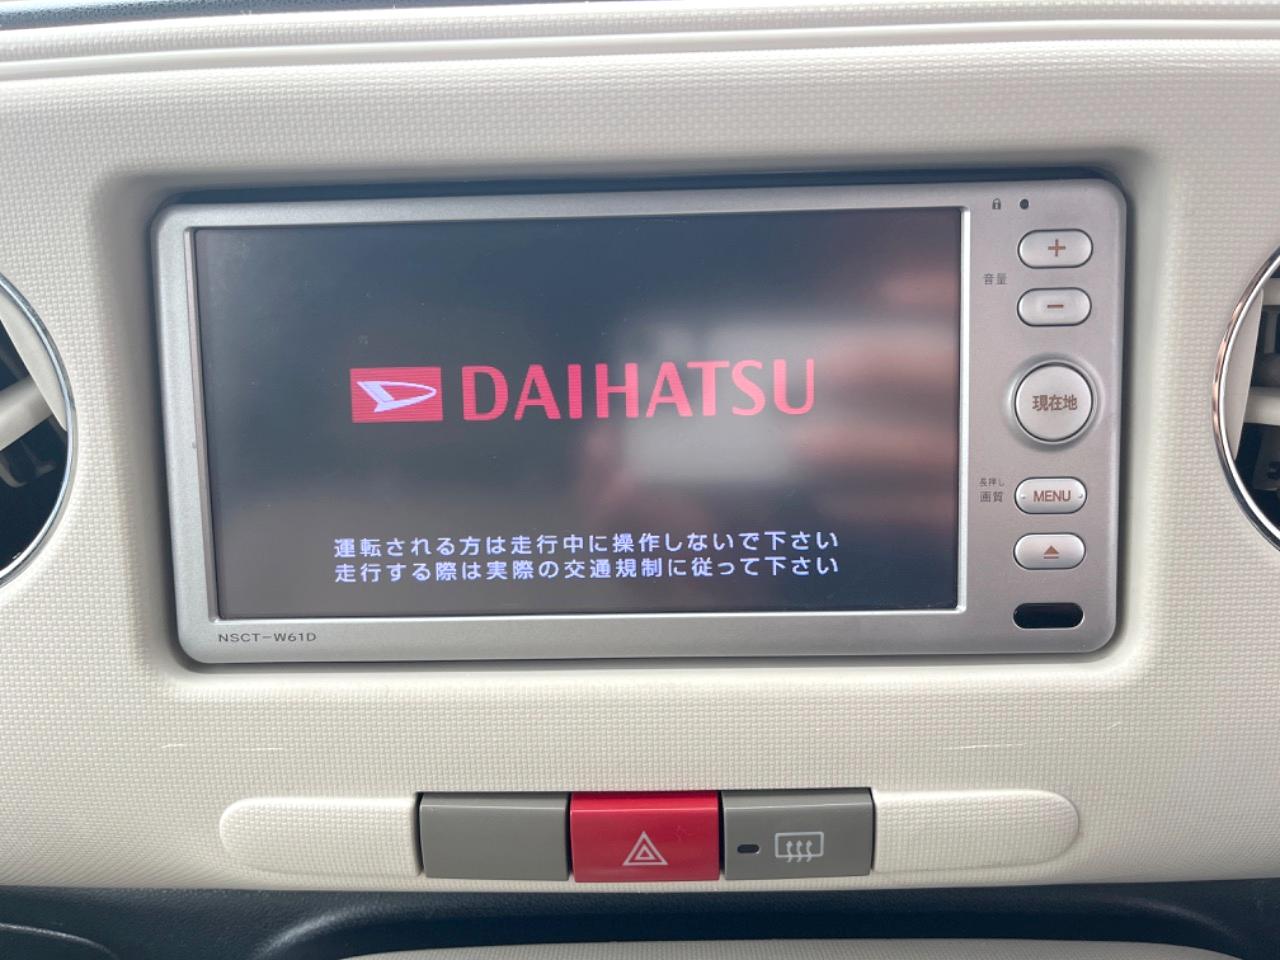 音量
現在地
DAIHATSU
長押し
画質
MENU
運転される方は走行中に操作しないで下さい
走行する際は実際の交通規制に従って下さい
NSCT-W61D